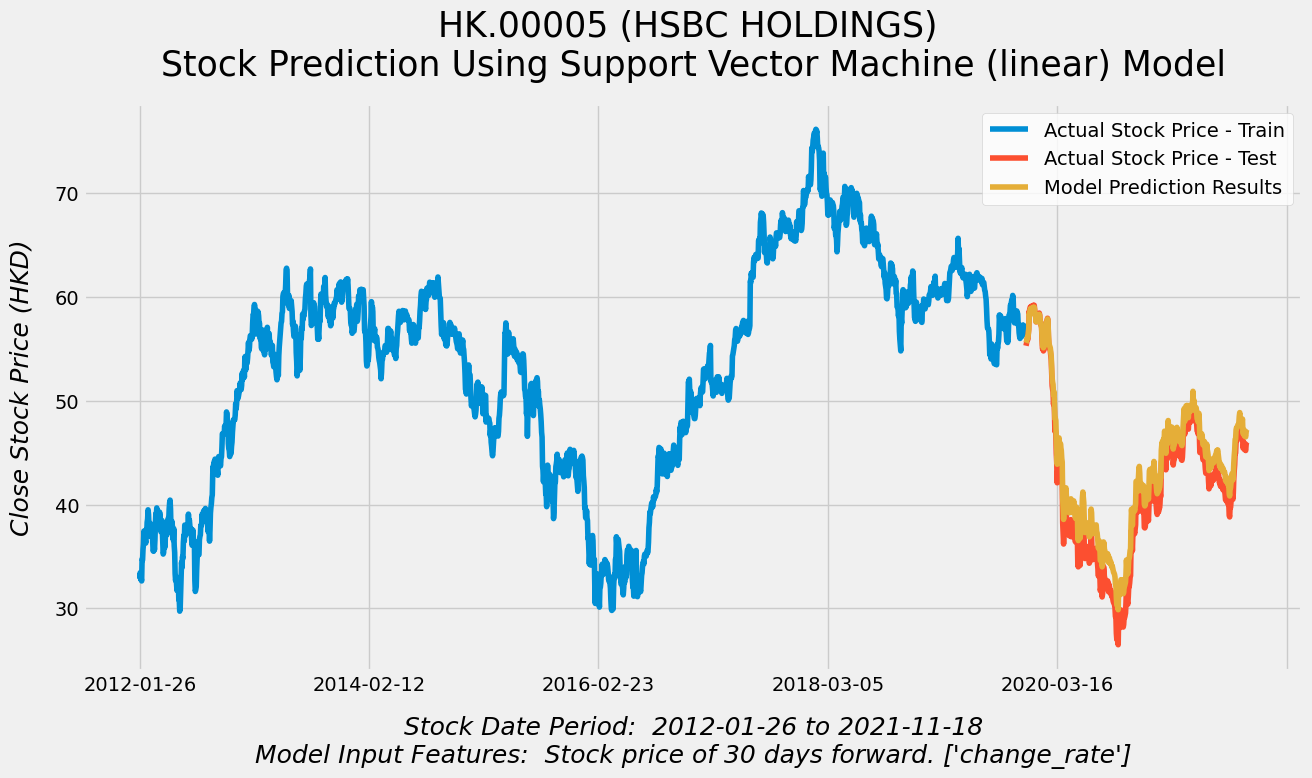 HK.00005 (HSBC HOLDINGS)
Stock Prediction Using Support Vector Machine (linear) Model
Actual Stock Price - Train
Actual Stock Price - Test
Model Prediction Results
Close Stock Price (HKD)
70
60
50
40
30
2012-01-26
2014-02-12
2016-02-23
2018-03-05
2020-03-16
Stock Date Period:  2012-01-26 to 2021-11-18
Model Input Features:  Stock price of 30 days forward. ['change_rate']